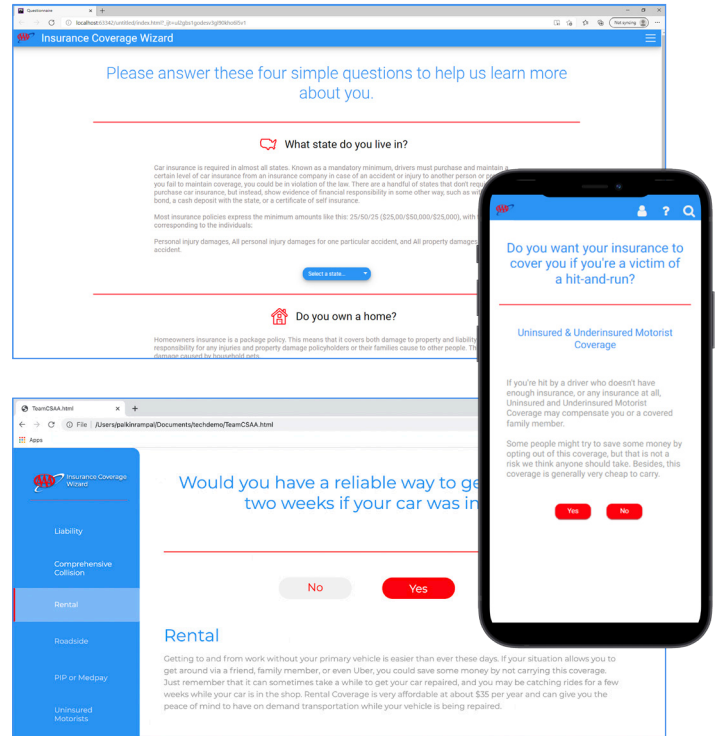 Questionnaire
localhost:63342/untitled/index.html?_ijt=
Not syncing
Insurance Coverage Wizard
Please answer these four simple questions to help us learn more
about you.
What state do you live in?
Car insurance is required in almost all states. Known as a mandatory minimum, drivers must purchase and maintain a
certain level of car insurance from an insurance company in case of an accident or injury to another person or
you fail to maintain coverage, you could be in violation of the law. There are a handful of states that don't
purchase car insurance, but instead, show evidence of financial responsibility in some other way, such as
bond, a cash deposit with the state, or a certificate of self insurance.
Most insurance policies express the minimum amounts like this: 25/50/25 ($25,00/$50,000/$25,000), with
corresponding to the individuals:
Personal injury damages, All personal injury damages for one particular accident, and All property damages
accident.
Select a state...
Do you own a home?
Homeowners insurance is a package policy. This means that it covers both damage to property and liability
responsibility for any injuries and property damage policyholders or their families cause to other people.
damage caused by household pets.
Do you want your insurance to
cover you if you're a victim of
a hit-and-run?
Uninsured & Underinsured Motorist
Coverage
If you're hit by a driver who doesn't have
enough insurance, or any insurance at all,
Uninsured and Underinsured Motorist
Coverage may compensate you or a covered
family member.
Some people might try to save some money by
opting out of this coverage, but that is not a
risk we think anyone should take. Besides, this
coverage is generally very cheap to carry.
Yes No
TeamCSAA.html
File /Users/palkinrampal/Documents/techdemo/TeamCSAA.html
Apps
Insurance Coverage
Wizard
Liability
Comprehensive
Collision
Rental
Roadside
PIP or Medpay
Uninsured
Motorists
Would you have a reliable way to
two weeks if your car was
No Yes
Rental
Getting to and from work without your primary vehicle is easier than ever these days. If your situation allows you to
get around via a friend, family member, or even Uber, you could save some money by not carrying this coverage.
Just remember that it can sometimes take a while to get your car repaired, and you may be catching rides for a few
weeks while your car is in the shop. Rental Coverage is very affordable at about $35 per year and can give you the
peace of mind to have on demand transportation while your vehicle is being repaired.